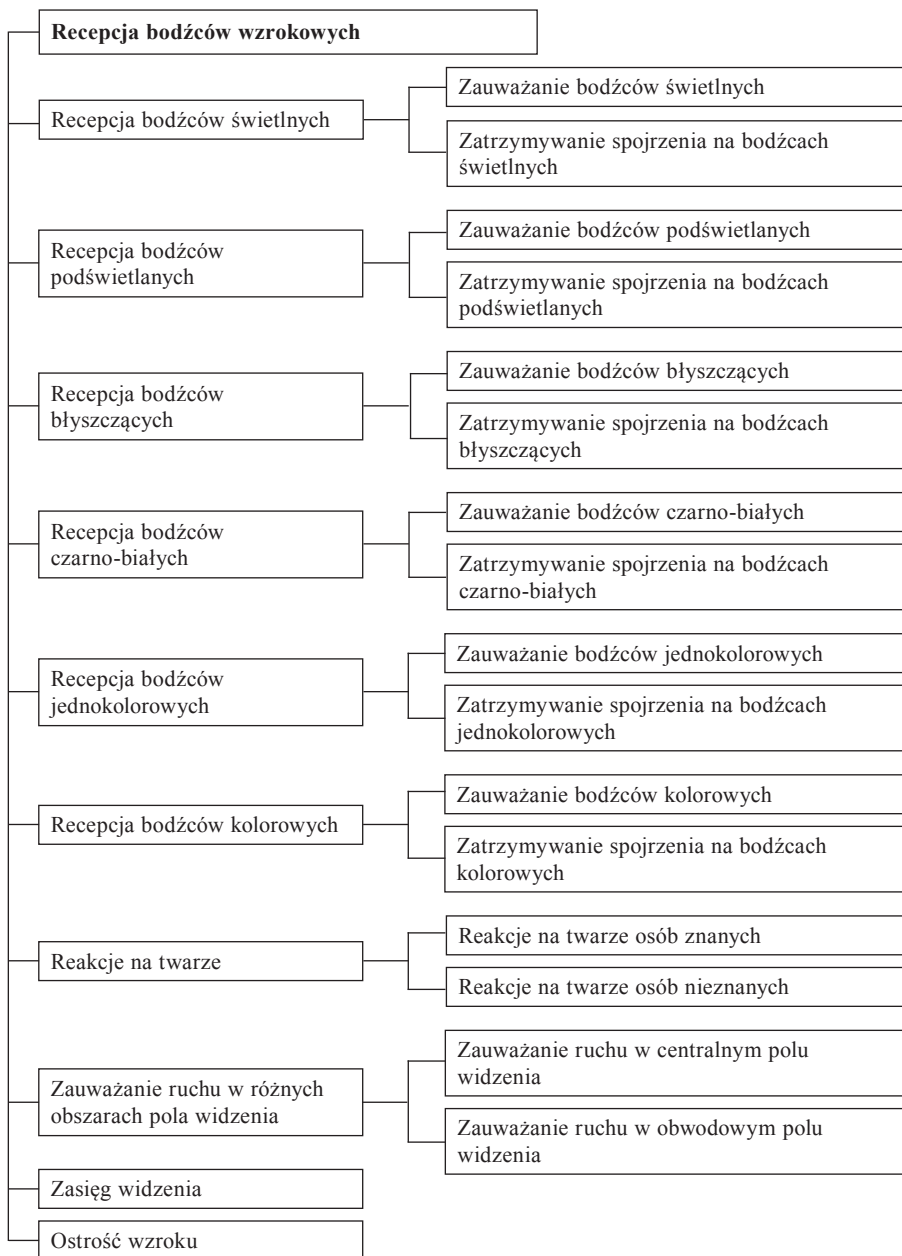 Recepcja bodźców wzrokowych
Recepcja bodźców świetlnych
Zauważanie bodźców świetlnych
Zatrzymywanie spojrzenia na bodźcach
świetlnych
Recepcja bodźców
podświetlanych
Zauważanie bodźców podświetlanych
Zatrzymywanie spojrzenia na bodźcach
podświetlanych
Recepcja bodźców
błyszczących
Zauważanie bodźców błyszczących
Zatrzymywanie spojrzenia na bodźcach
błyszczących
Recepcja bodźców
czarno-białych
Zauważanie bodźców czarno-białych
Zatrzymywanie spojrzenia na bodźcach
czarno-białych
Recepcja bodźców
jednokolorowych
Zauważanie bodźców jednokolorowych
Zatrzymywanie spojrzenia na bodźcach
jednokolorowych
Recepcja bodźców kolorowych
Zauważanie bodźców kolorowych
Zatrzymywanie spojrzenia na bodźcach
kolorowych
Reakcje na twarze
Reakcje na twarze osób znanych
Reakcje na twarze osób nieznanych
Zauważanie ruchu w różnych
obszarach pola widzenia
Zauważanie ruchu w centralnym polu
widzenia
Zauważanie ruchu w obwodowym polu
widzenia
Zasięg widzenia
Ostrość wzroku